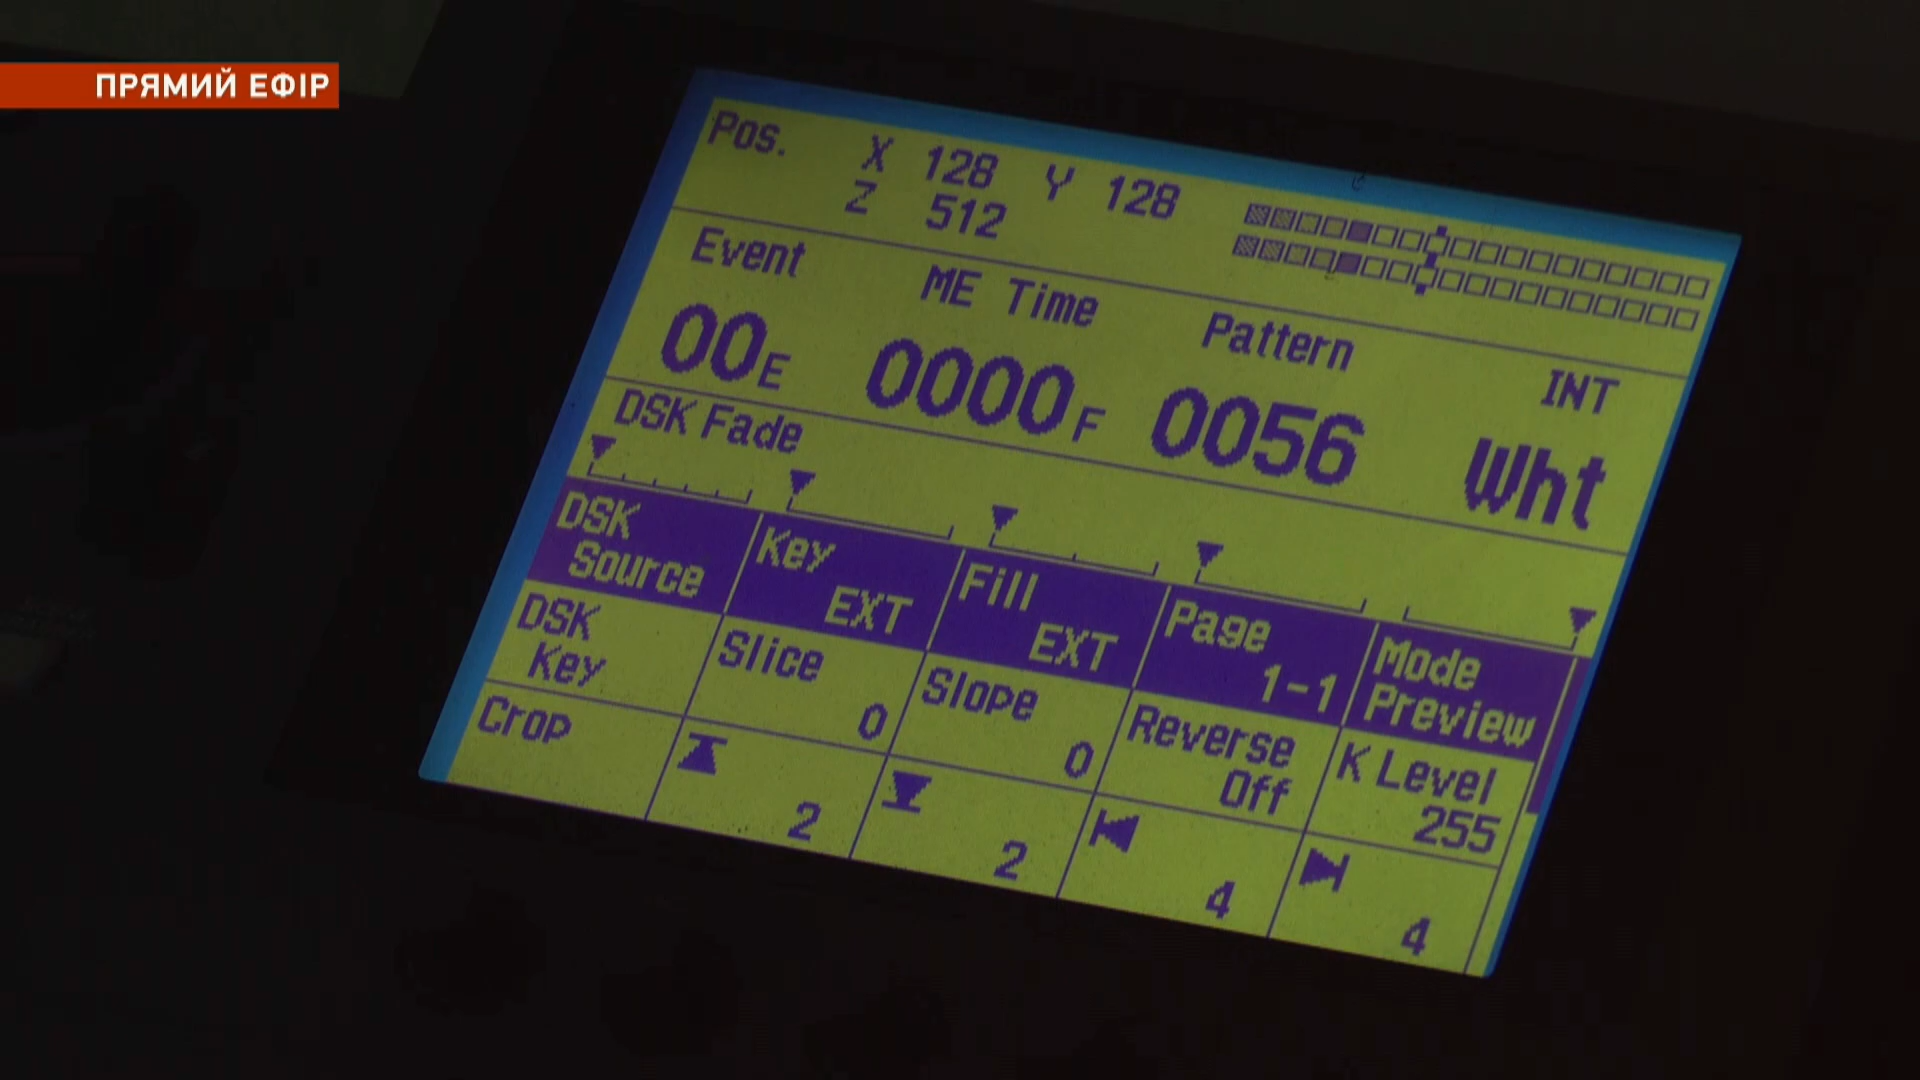 ПРЯМИЙ ЕФІР
Pos. X 128 Y 128
Z 512
Event ME Time Pattern INT
00E 0000F 0056 Wht
DSK Fade
DSK Source Key EXT Fill EXT Page 1-1 Mode Preview
DSK Key Slice 0 Slope 0 Reverse Off K Level 255
Crop 2 2 4 4